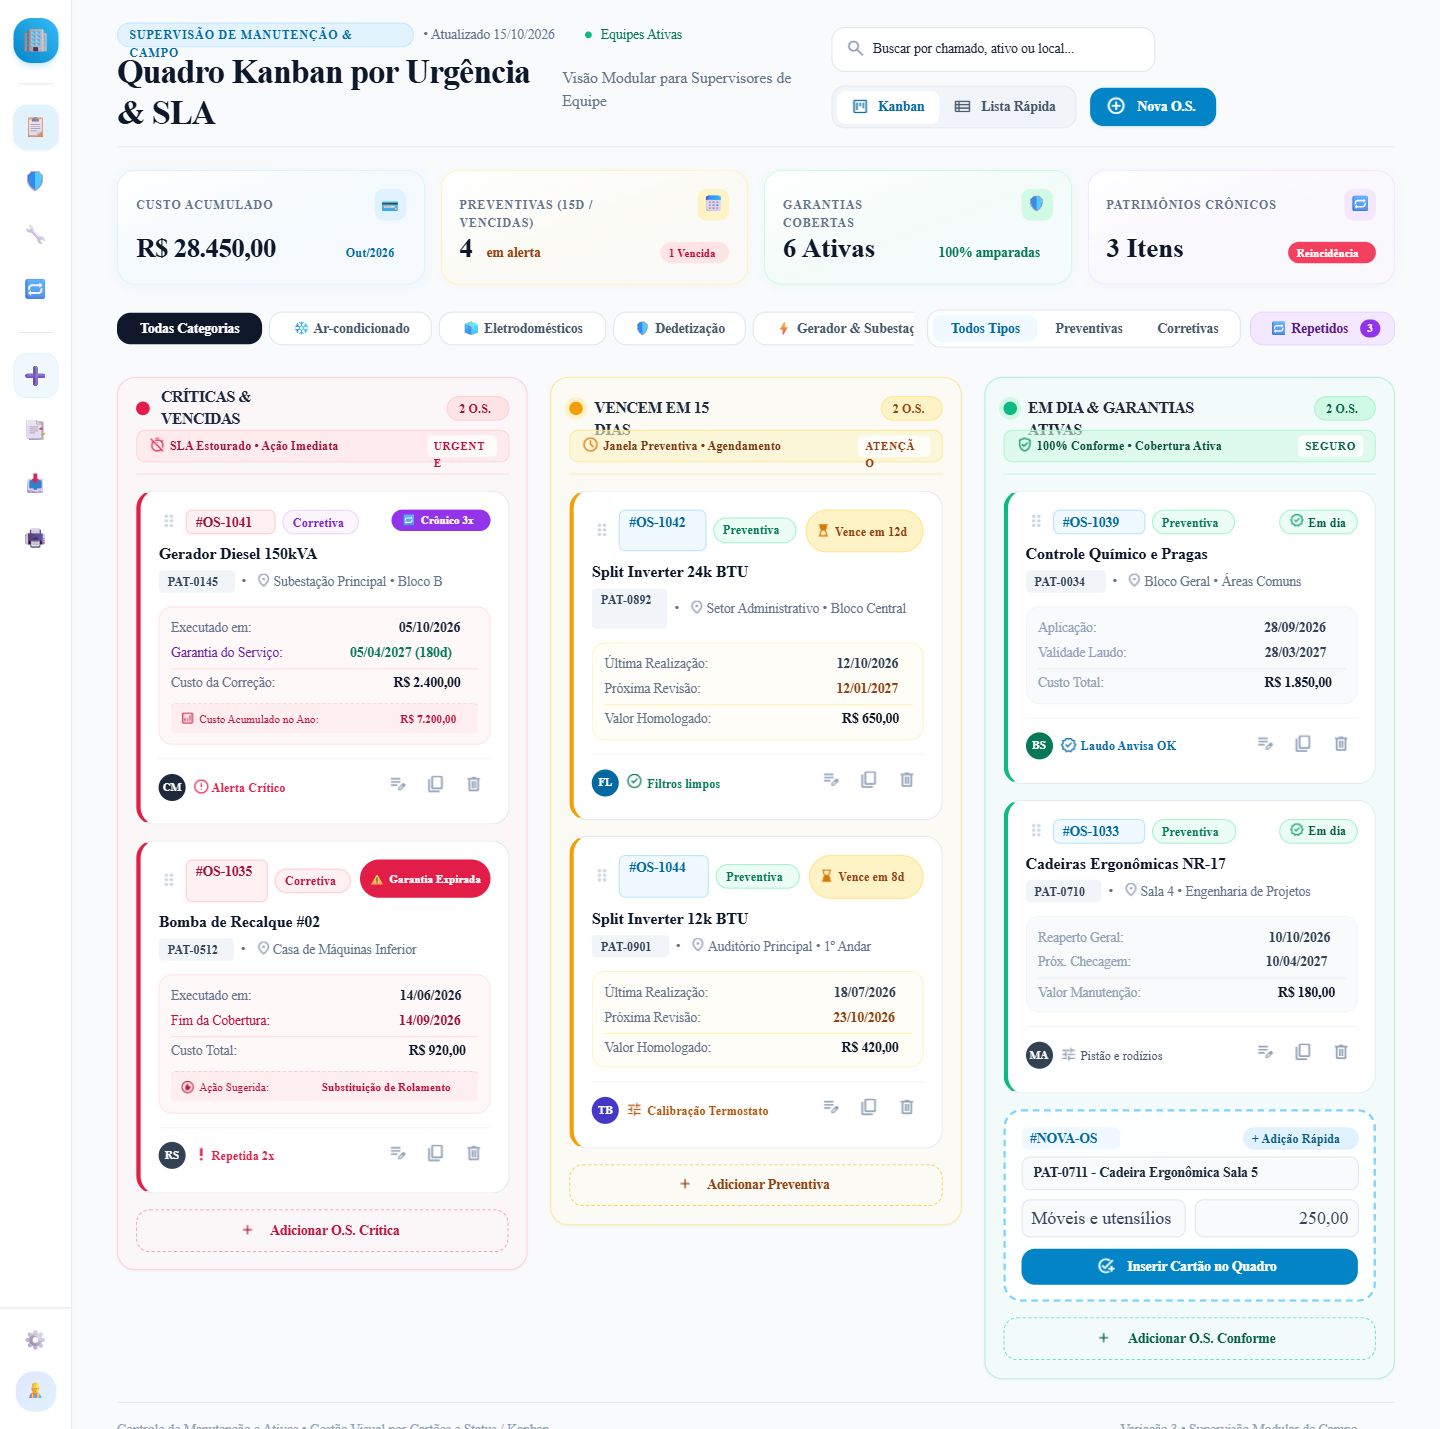 SUPERVISÃO DE MANUTENÇÃO &
CAMPO
• Atualizado 15/10/2026
Equipes Ativas
Quadro Kanban por Urgência
& SLA
Visão Modular para Supervisores de
Equipe
Buscar por chamado, ativo ou local...
Kanban
Lista Rápida
Nova O.S.
CUSTO ACUMULADO
R$ 28.450,00
Out/2026
PREVENTIVAS (15D /
VENCIDAS)
4 em alerta
1 Vencida
GARANTIAS
COBERTAS
6 Ativas
100% amparadas
PATRIMÔNIOS CRÔNICOS
3 Itens
Reincidência
Todas Categorias
Ar-condicionado
Eletrodomésticos
Dedetização
Gerador & Subestaç
Todos Tipos
Preventivas
Corretivas
Repetidos 3
CRÍTICAS &
VENCIDAS
2 O.S.
SLA Estourado • Ação Imediata
URGENT
E
#OS-1041
Corretiva
Crônico 3x
Gerador Diesel 150kVA
PAT-0145 • Subestação Principal • Bloco B
Executado em: 05/10/2026
Garantia do Serviço: 05/04/2027 (180d)
Custo da Correção: R$ 2.400,00
Custo Acumulado no Ano: R$ 7.200,00
CM Alerta Crítico
#OS-1035
Corretiva
Garantia Expirada
Bomba de Recalque #02
PAT-0512 • Casa de Máquinas Inferior
Executado em: 14/06/2026
Fim da Cobertura: 14/09/2026
Custo Total: R$ 920,00
Ação Sugerida: Substituição de Rolamento
RS Repetida 2x
+ Adicionar O.S. Crítica
VENCEM EM 15
DIAS
2 O.S.
Janela Preventiva • Agendamento
ATENÇÃ
O
#OS-1042
Preventiva
Vence em 12d
Split Inverter 24k BTU
PAT-0892 • Setor Administrativo • Bloco Central
Última Realização: 12/10/2026
Próxima Revisão: 12/01/2027
Valor Homologado: R$ 650,00
FL Filtros limpos
#OS-1044
Preventiva
Vence em 8d
Split Inverter 12k BTU
PAT-0901 • Auditório Principal • 1º Andar
Última Realização: 18/07/2026
Próxima Revisão: 23/10/2026
Valor Homologado: R$ 420,00
TB Calibração Termostato
+ Adicionar Preventiva
EM DIA & GARANTIAS
ATIVAS
2 O.S.
100% Conforme • Cobertura Ativa
SEGURO
#OS-1039
Preventiva
Em dia
Controle Químico e Pragas
PAT-0034 • Bloco Geral • Áreas Comuns
Aplicação: 28/09/2026
Validade Laudo: 28/03/2027
Custo Total: R$ 1.850,00
BS Laudo Anvisa OK
#OS-1033
Preventiva
Em dia
Cadeiras Ergonômicas NR-17
PAT-0710 • Sala 4 • Engenharia de Projetos
Reaperto Geral: 10/10/2026
Próx. Checagem: 10/04/2027
Valor Manutenção: R$ 180,00
MA Pistão e rodízios
#NOVA-OS
+ Adição Rápida
PAT-0711 - Cadeira Ergonômica Sala 5
Móveis e utensílios
250,00
Inserir Cartão no Quadro
+ Adicionar O.S. Conforme
Controle de Manutenção e Ativos • Gestão Visual por Cartões e Status / Kanban
Variação 3 • Supervisão Modular de Campo